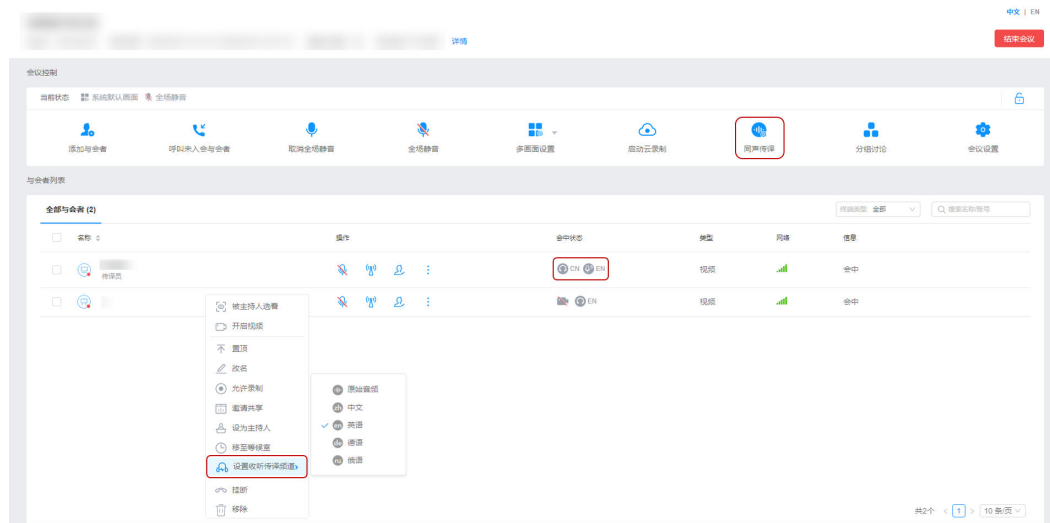 中文 | EN
详情
结束会议
会议控制
当前状态 系统默认画面 全场静音
添加与会者 呼叫未入会与会者 取消全场静音 全场静音 多画面设置 启动云录制 同声传译 分组讨论 会议设置
与会者列表
全部与会者 (2) 终端类型 全部 搜索名称/账号
名称 操作 会中状态 类型 网络 信息
CN EN 视频 会中
传译员
EN 视频 会中
被主持人选看
开启视频
置顶
改名
允许录制
邀请共享
设为主持人
移至等候室
设置收听传译频道
挂断
移除
原始音频
zh 中文
en 英语
de 德语
ru 俄语
共2个 < 1 > 10 条/页